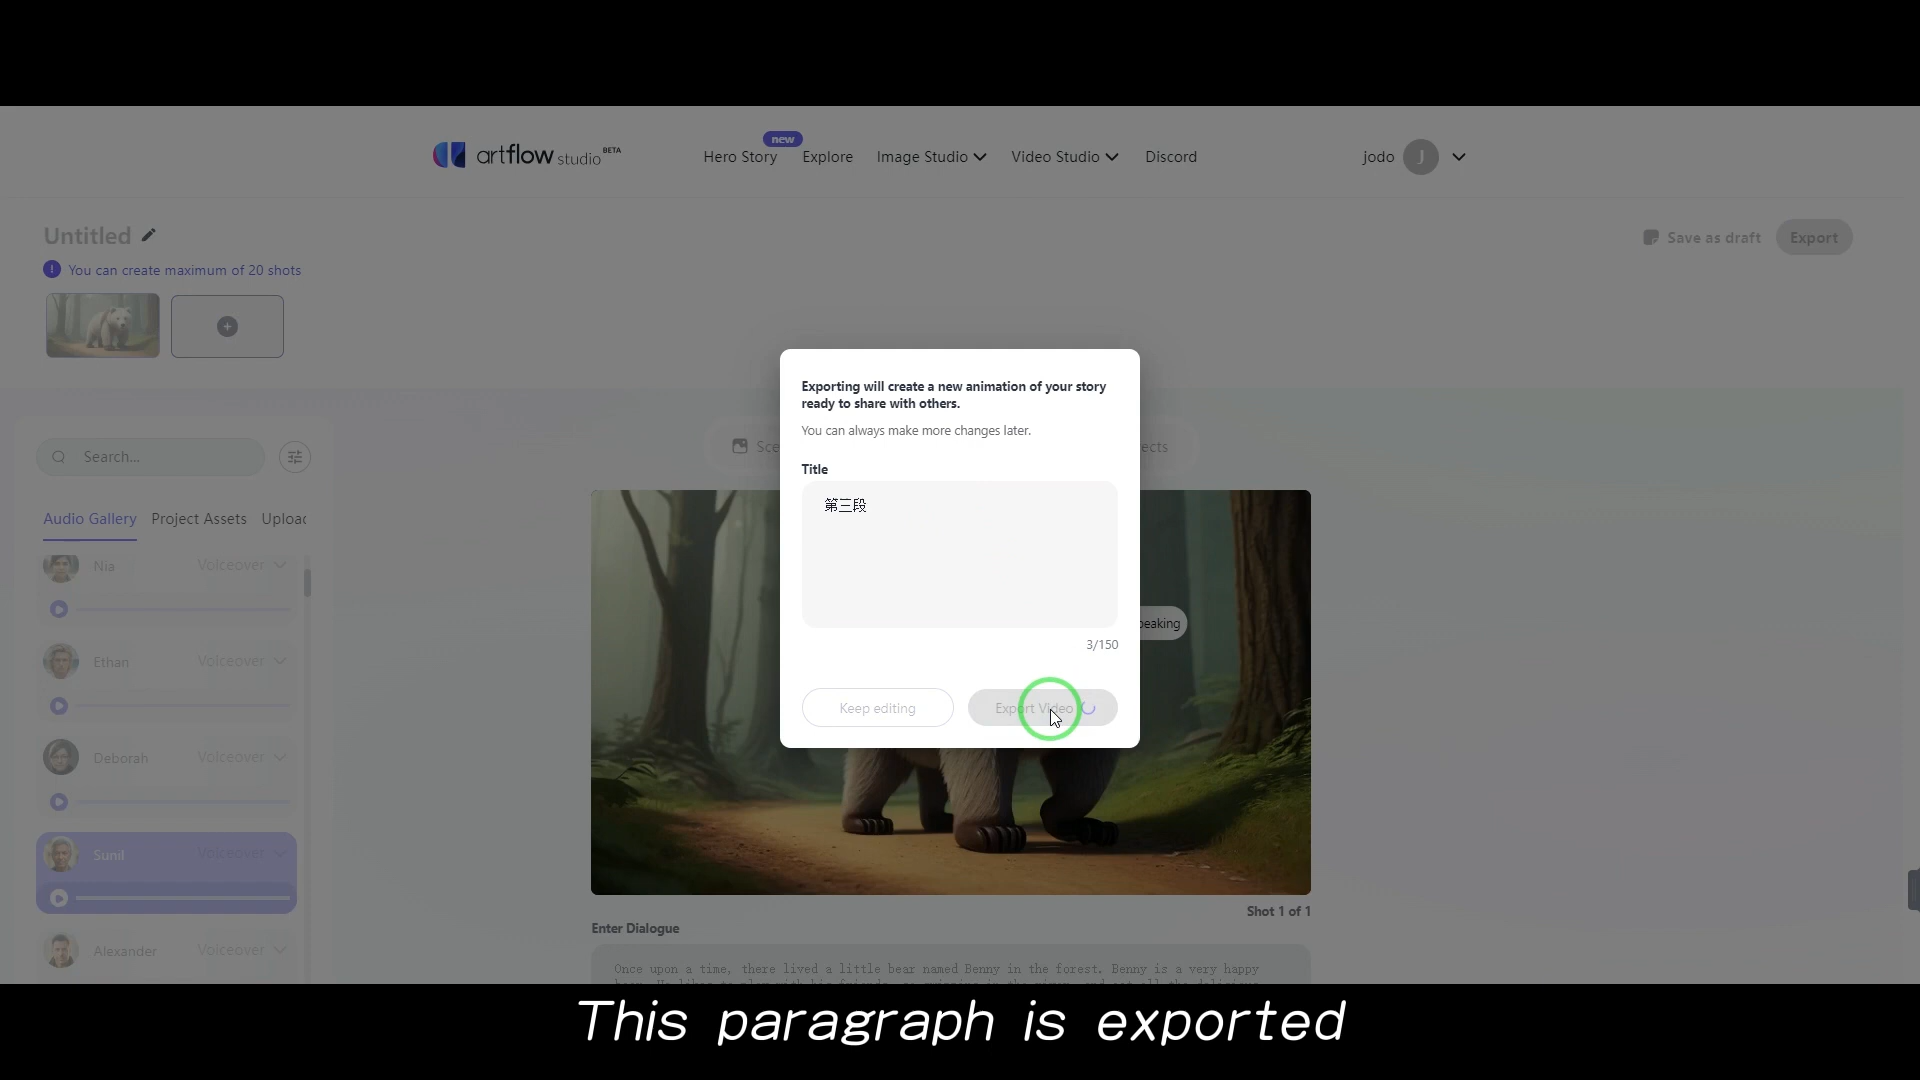 artflow studio BETA
new
Hero Story Explore Image Studio Video Studio Discord
jodo J
Untitled
Save as draft Export
! You can create maximum of 20 shots
Exporting will create a new animation of your story
ready to share with others.
You can always make more changes later.
Search...
Title
第三段
Audio Gallery Project Assets
Nia Voiceover
Ethan Voiceover
3/150
Keep editing Export Video
Deborah Voiceover
Sunil Voiceover
Alexander Voiceover
Shot 1 of 1
Enter Dialogue
Once upon a time, there lived a little bear named Benny in the forest. Benny is a very happy
This paragraph is exported